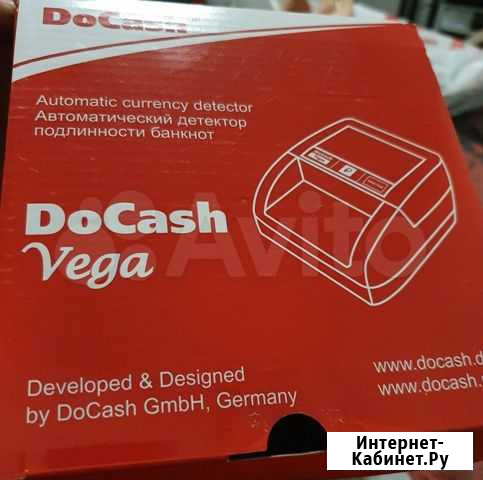 DoCash
Automatic currency detector
Автоматический детектор
подлинности банкнот
DoCash
Vega
Avito
Developed & Designed
by DoCash GmbH, Germany
www.docash.d
www.docash.
Интернет-
Кабинет.Ру